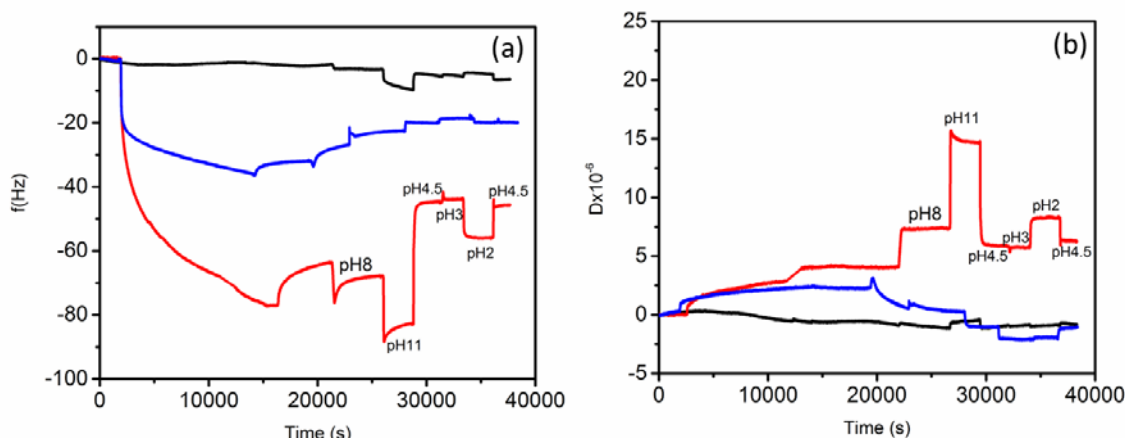 (a)
0
-20
-40
-60
-80
-100
f(Hz)
pH8
pH11
pH4.5
pH3
pH2
pH4.5
0
10000
20000
30000
40000
Time (s)
(b)
25
20
15
10
5
0
-5
Dx10⁻⁶
pH8
pH11
pH4.5
pH3
pH2
pH4.5
0
10000
20000
30000
40000
Time (s)